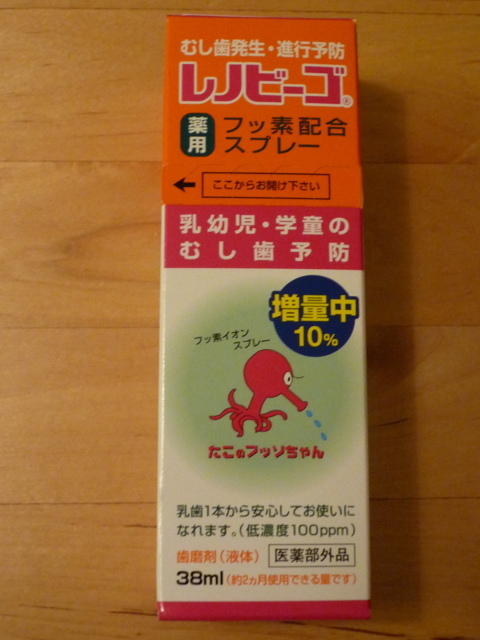 むし歯発生・進行予防
レノビーゴ®
薬用
フッ素配合
スプレー
ここからお開け下さい
乳幼児・学童の
むし歯予防
増量中
10%
フッ素イオン
スプレー
たこのフッソちゃん
乳歯1本から安心してお使いに
なれます。(低濃度100ppm)
歯磨剤(液体) 医薬部外品
38ml(約2ヵ月使用できる量です)